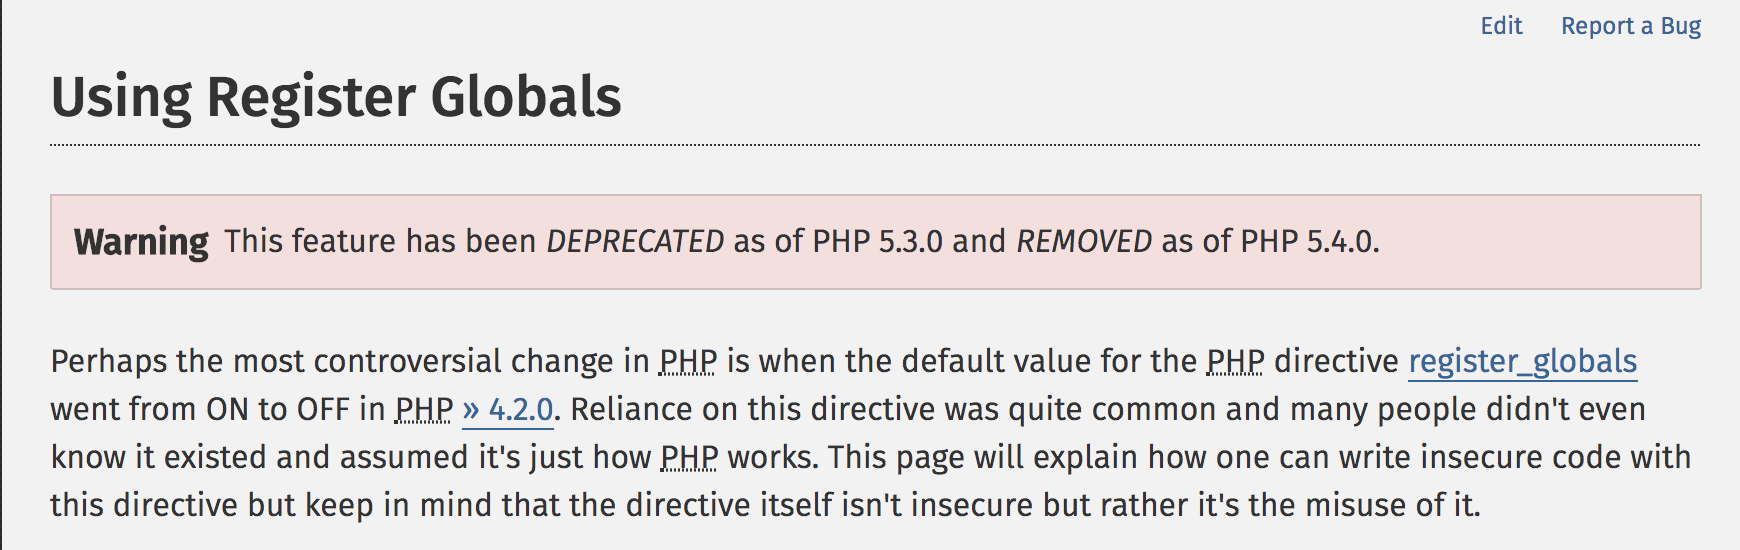 Edit Report a Bug
Using Register Globals
Warning This feature has been DEPRECATED as of PHP 5.3.0 and REMOVED as of PHP 5.4.0.
Perhaps the most controversial change in PHP is when the default value for the PHP directive register_globals
went from ON to OFF in PHP » 4.2.0. Reliance on this directive was quite common and many people didn't even
know it existed and assumed it's just how PHP works. This page will explain how one can write insecure code with
this directive but keep in mind that the directive itself isn't insecure but rather it's the misuse of it.